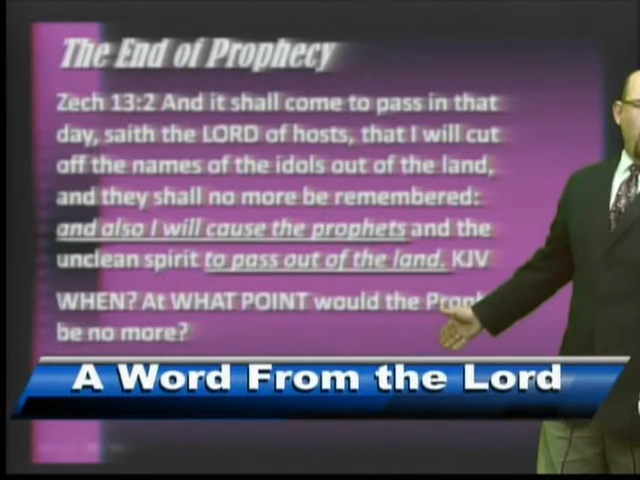 The End of Prophecy
Zech 13:2 And it shall come to pass in that
day, saith the LORD of hosts, that I will cut
off the names of the idols out of the land,
and they shall no more be remembered:
and also I will cause the prophets and the
unclean spirit to pass out of the land. KJV
WHEN? At WHAT POINT would the
be no more?
A Word From the Lord